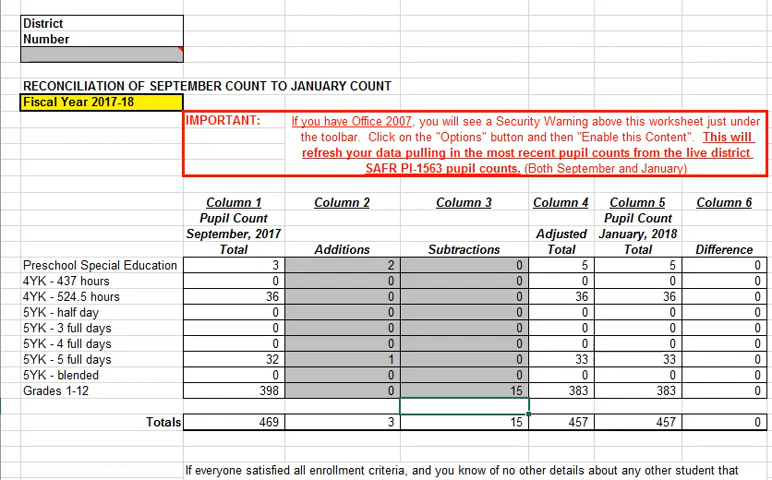 District
Number
RECONCILIATION OF SEPTEMBER COUNT TO JANUARY COUNT
Fiscal Year 2017-18
IMPORTANT: If you have Office 2007, you will see a Security Warning above this worksheet just under
the toolbar. Click on the "Options" button and then "Enable this Content". This will
refresh your data pulling in the most recent pupil counts from the live district
SAFR PI-1563 pupil counts. (Both September and January)
Column 1 Column 2 Column 3 Column 4 Column 5 Column 6
Pupil Count Pupil Count
September, 2017 Adjusted January, 2018
Total Additions Subtractions Total Total Difference
Preschool Special Education 3 2 0 5 5 0
4YK - 437 hours 0 0 0 0 0 0
4YK - 524.5 hours 36 0 0 36 36 0
5YK - half day 0 0 0 0 0 0
5YK - 3 full days 0 0 0 0 0 0
5YK - 4 full days 0 0 0 0 0 0
5YK - 5 full days 32 1 0 33 33 0
5YK - blended 0 0 0 0 0 0
Grades 1-12 398 0 15 383 383 0
Totals 469 3 15 457 457 0
If everyone satisfied all enrollment criteria, and you know of no other details about any other student that